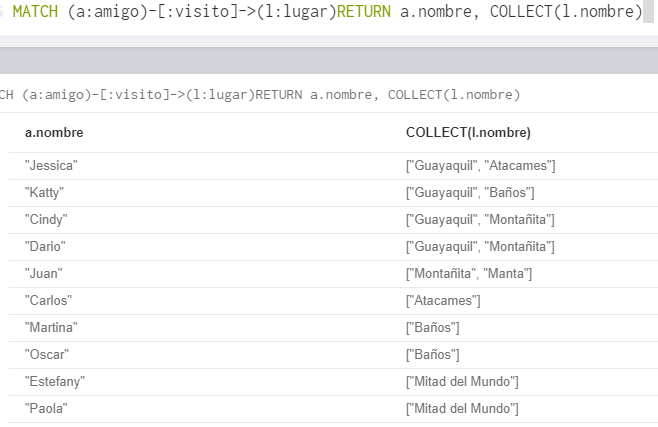 MATCH (a:amigo)-[:visito]->(l:lugar)RETURN a.nombre, COLLECT(l.nombre)
CH (a:amigo)-[:visito]->(l:lugar)RETURN a.nombre, COLLECT(l.nombre)
a.nombre COLLECT(l.nombre)
"Jessica" ["Guayaquil", "Atacames"]
"Katty" ["Guayaquil", "Baños"]
"Cindy" ["Guayaquil", "Montañita"]
"Dario" ["Guayaquil", "Montañita"]
"Juan" ["Montañita", "Manta"]
"Carlos" ["Atacames"]
"Martina" ["Baños"]
"Oscar" ["Baños"]
"Estefany" ["Mitad del Mundo"]
"Paola" ["Mitad del Mundo"]